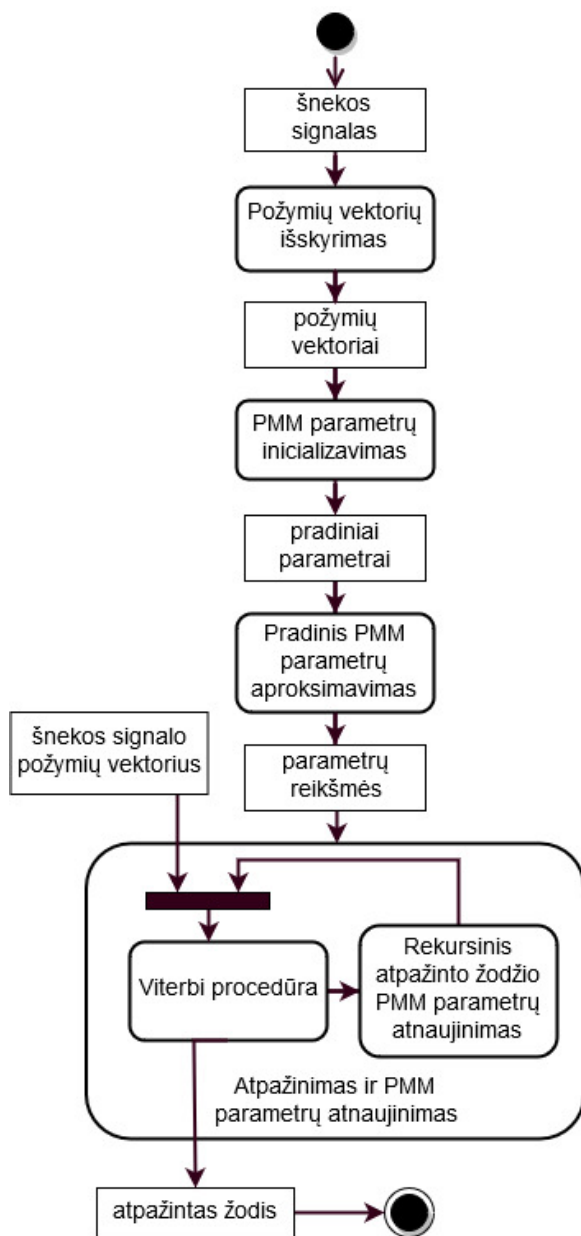 šnekos
signalas
Požymių vektorių
išskyrimas
požymių
vektoriai
PMM parametrų
inicializavimas
pradiniai
parametrai
Pradinis PMM
parametrų
aproksimavimas
šnekos signalo
požymių vektorius
parametrų
reikšmės
Viterbi procedūra
Rekursinis
atpažinto žodžio
PMM parametrų
atnaujinimas
Atpažinimas ir PMM
parametrų atnaujinimas
atpažintas žodis